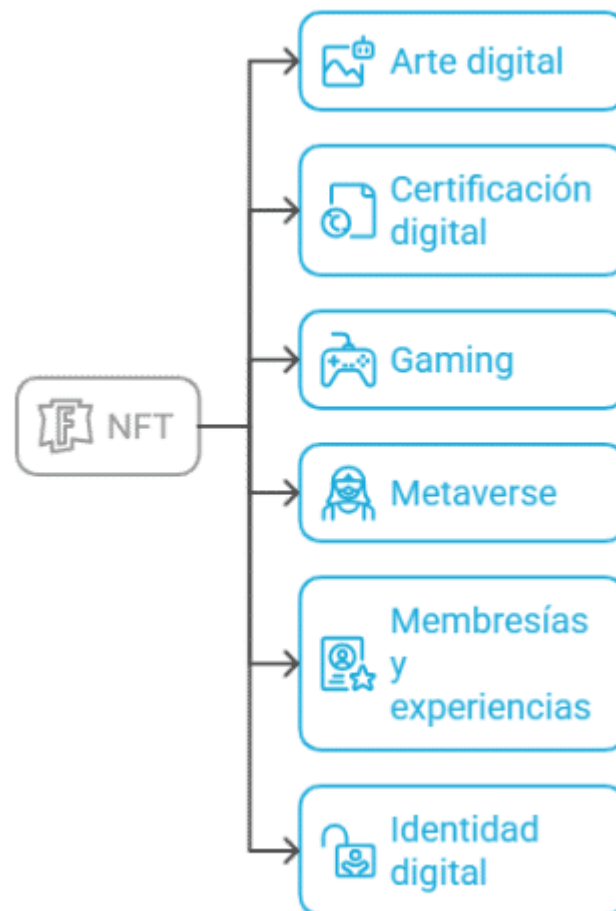 Arte digital
Certificación
digital
Gaming
NFT
Metaverse
Membresías
y
experiencias
Identidad
digital